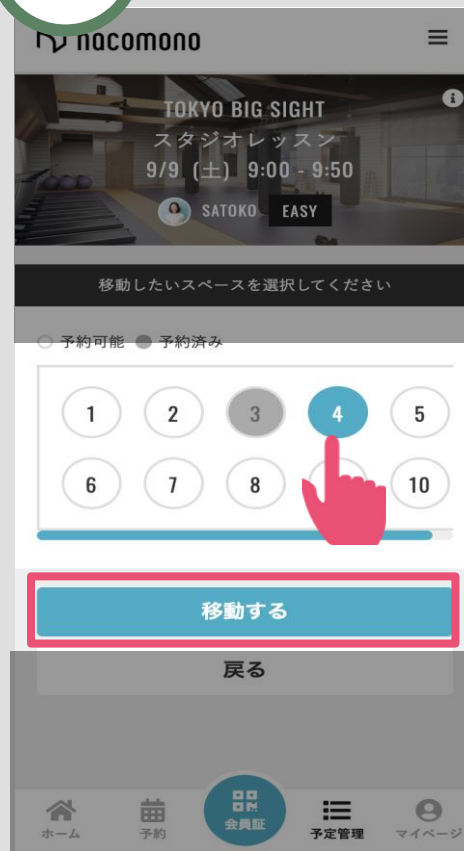 nacomono
TOKYO BIG SIGHT
スタジオレッスン
9/9 (土) 9:00 - 9:50
SATOKO EASY
移動したいスペースを選択してください
予約可能 予約済み
1 2 3 4 5
6 7 8 10
移動する
戻る
ホーム 予約 会員証 予定管理 マイページ